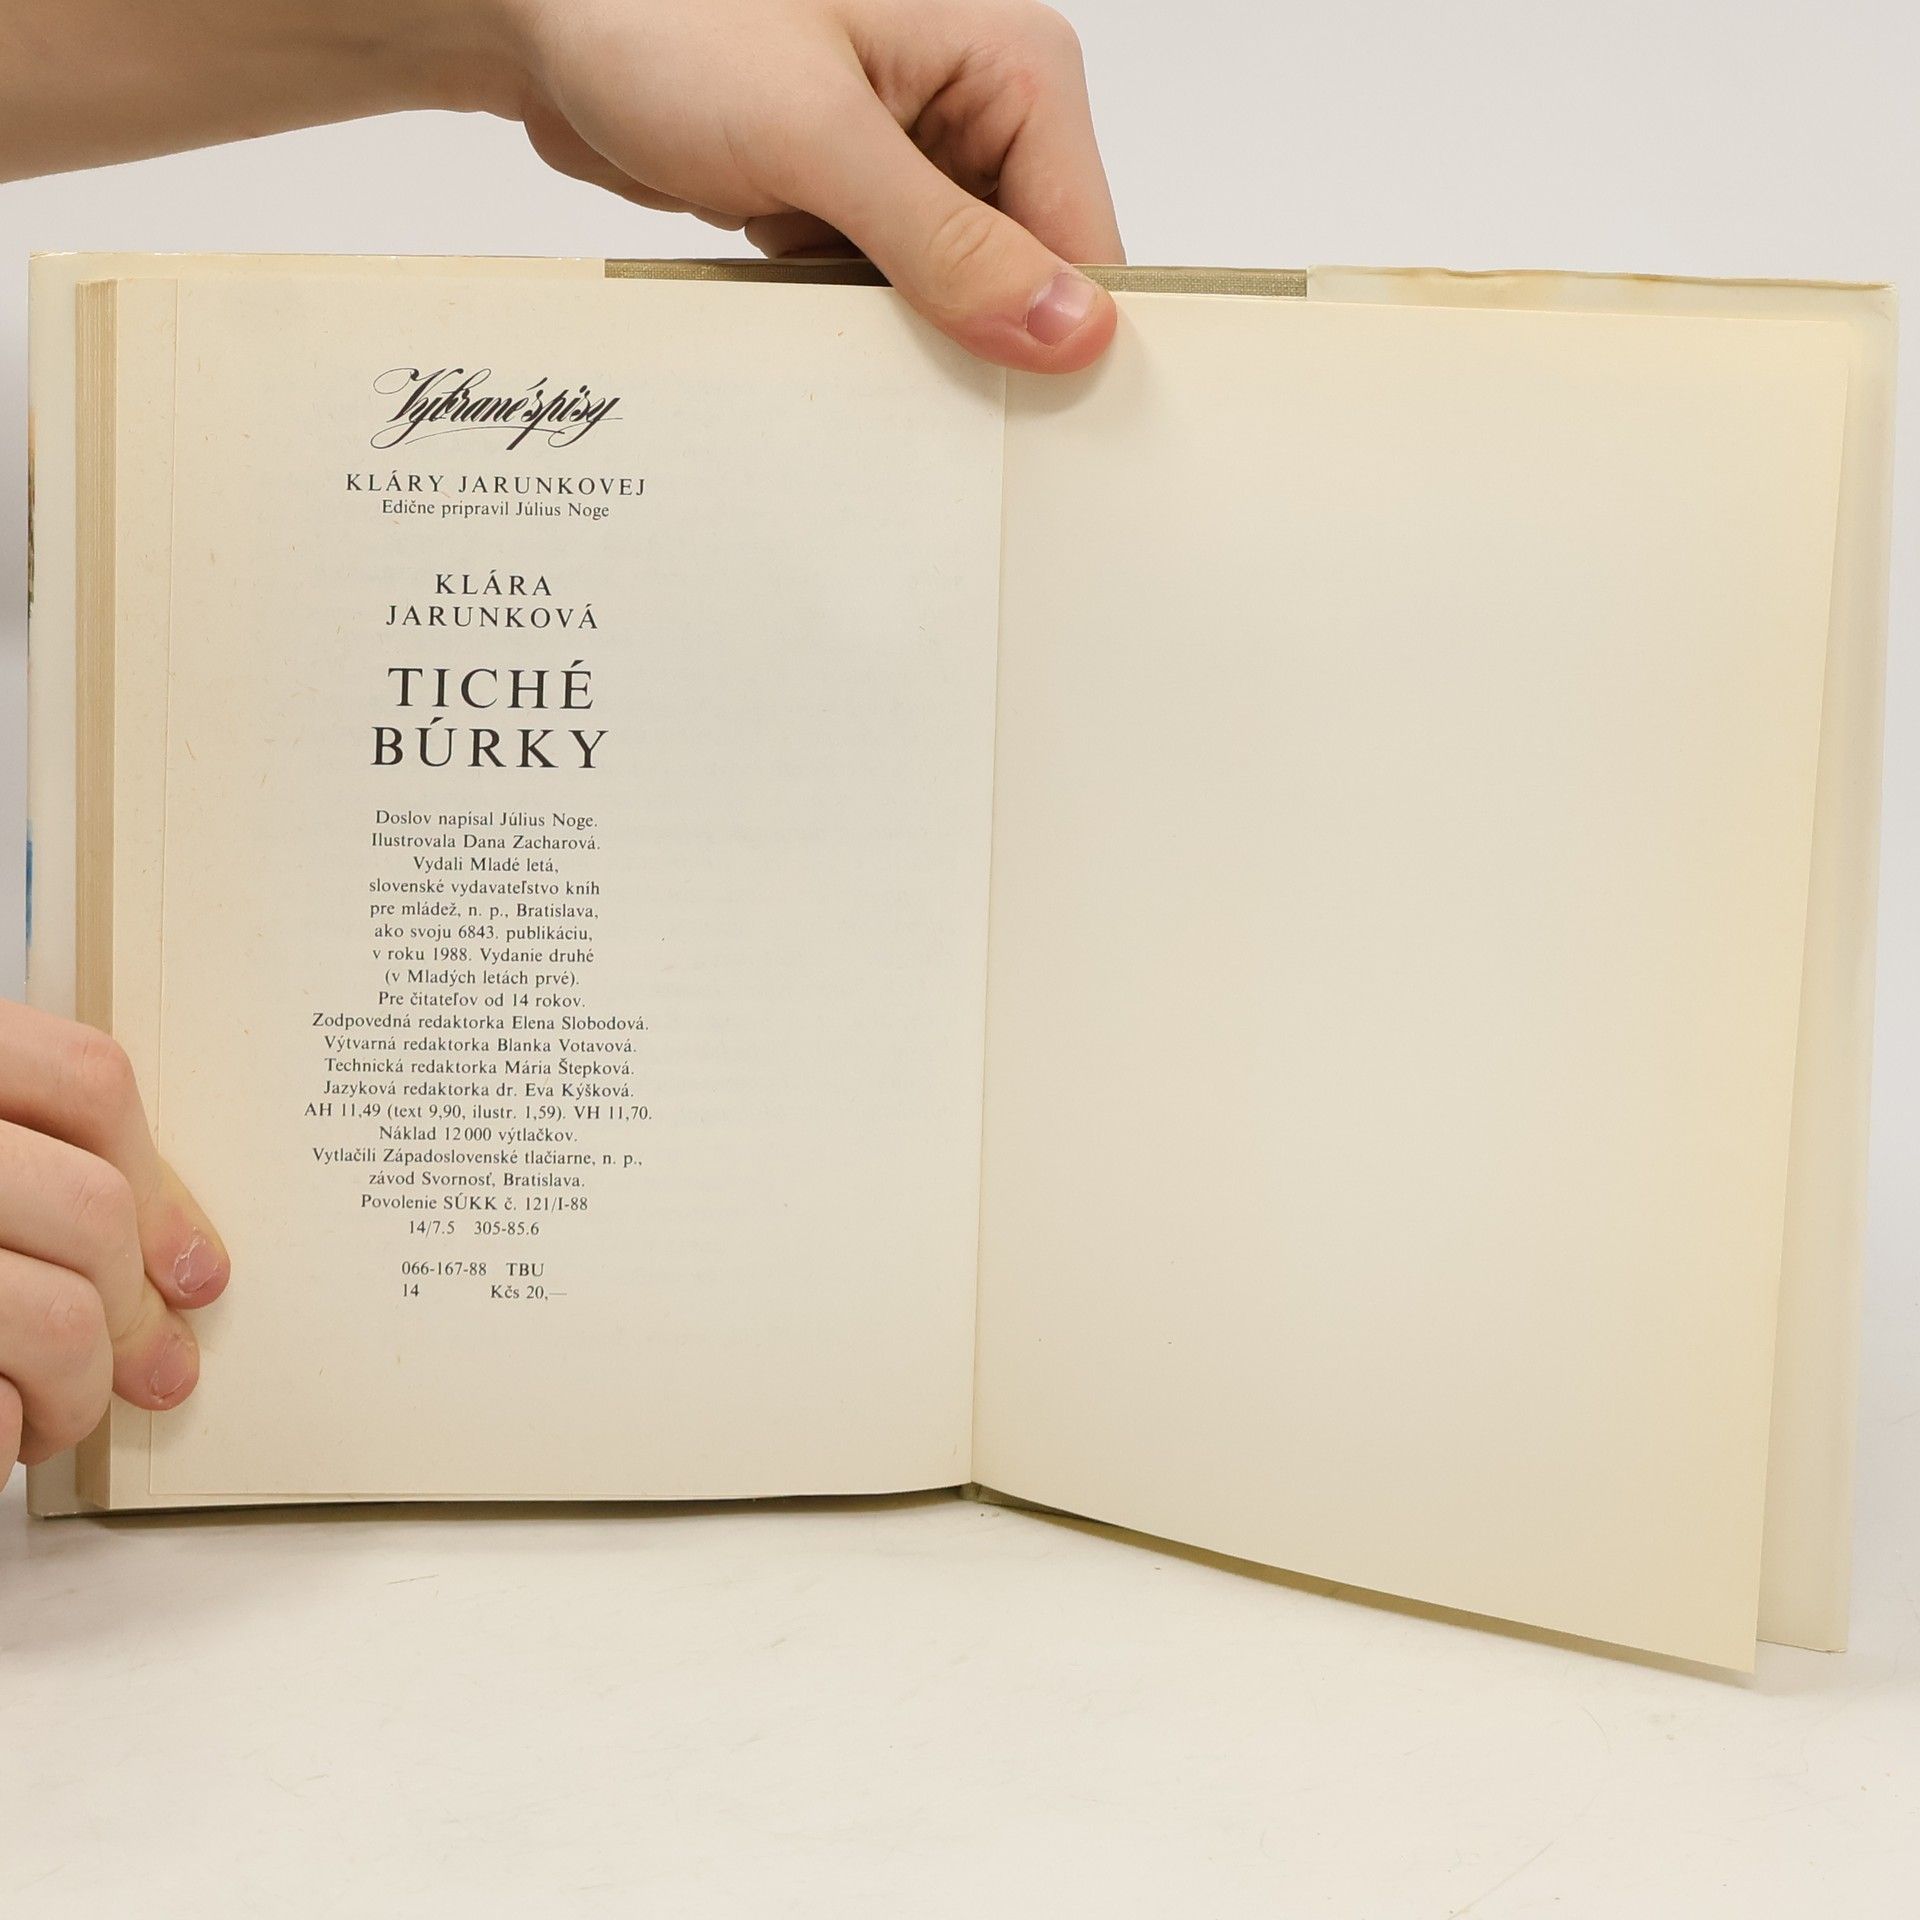 Vybrané spisy
KLÁRY JARUNKOVEJ
Edične pripravil Július Noge
KLÁRA
JARUNKOVÁ
TICHÉ
BÚRKY
Doslov napísal Július Noge.
Ilustrovala Dana Zacharová.
Vydali Mladé letá,
slovenské vydavateľstvo kníh
pre mládež, n. p., Bratislava,
ako svoju 6843. publikáciu,
v roku 1988. Vydanie druhé
(v Mladých letách prvé).
Pre čitateľov od 14 rokov.
Zodpovedná redaktorka Elena Slobodová.
Výtvarná redaktorka Blanka Votavová.
Technická redaktorka Mária Štepková.
Jazyková redaktorka dr. Eva Kýšková.
AH 11,49 (text 9,90, ilustr. 1,59). VH 11,70.
Náklad 12 000 výtlačkov.
Vytlačili Západoslovenské tlačiarne, n. p.,
závod Svornosť, Bratislava.
Povolenie SÚKK č. 121/I-88
14/7.5 305-85.6
066-167-88 TBU
14 Kčs 20,—